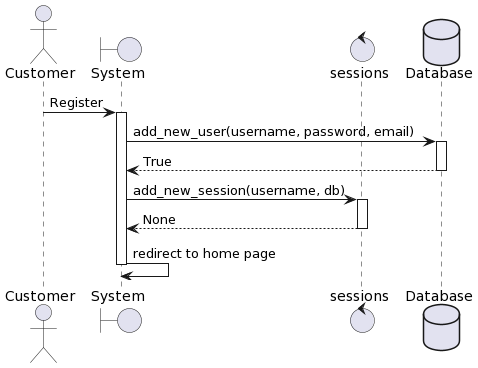 Customer System sessions Database
Register
add_new_user(username, password, email)
True
add_new_session(username, db)
None
redirect to home page
Customer System sessions Database